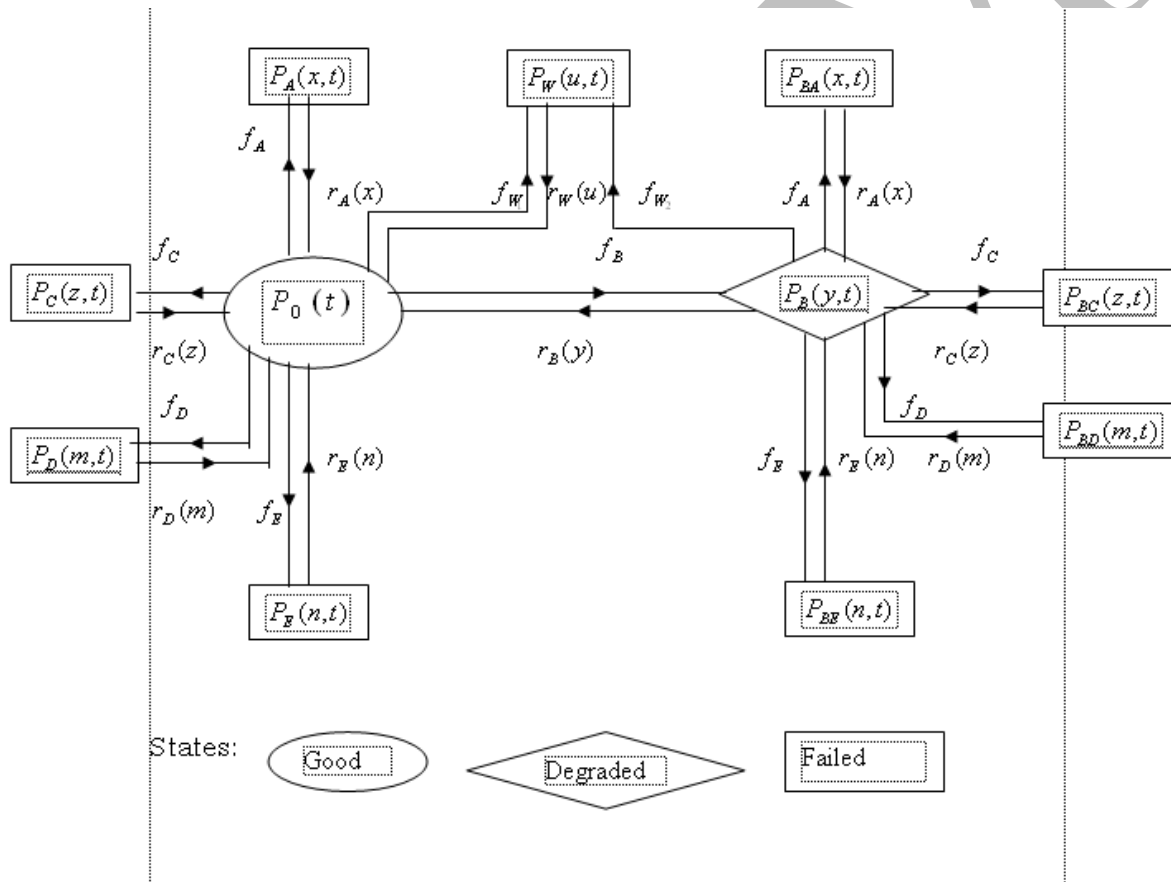 P_A(x,t)
P_W(u,t)
P_BA(x,t)
f_A
r_A(x)
f_W1
r_W(u)
f_W2
f_A
r_A(x)
f_C
f_B
f_C
P_C(z,t)
P_0 (t)
P_B(y,t)
P_BC(z,t)
r_C(z)
r_B(y)
r_C(z)
f_D
f_D
P_D(m,t)
P_BD(m,t)
r_E(n)
f_E
r_E(n)
r_D(m)
r_D(m)
f_E
P_E(n,t)
P_BE(n,t)
States:
Good
Degraded
Failed